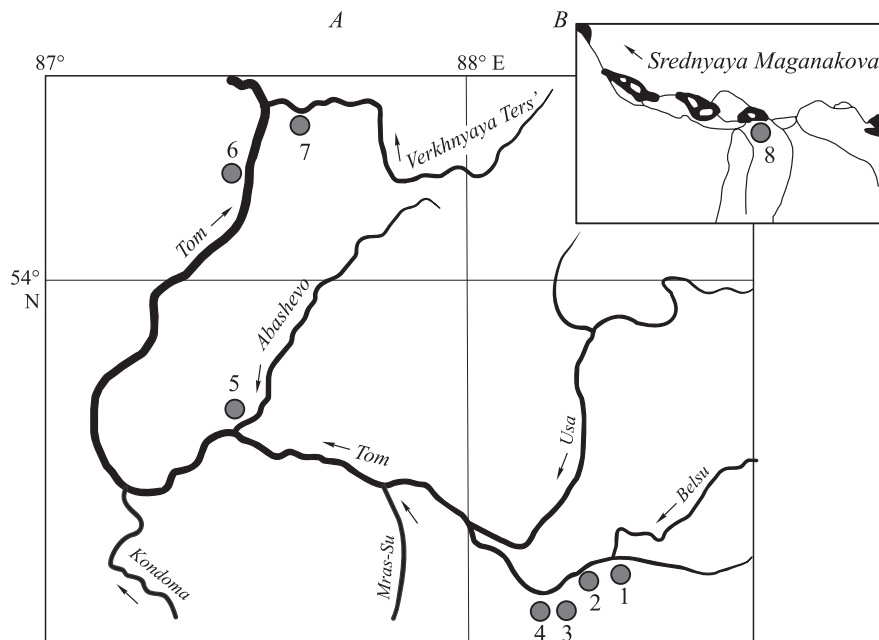 A
B
87°
88° E
Srednyaya Maganakova
8
Verkhnyaya Ters’
7
6
Tom
54°
N
Abashevo
5
Tom
Usa
Belsu
Mras-Su
Kondoma
1
2
3
4